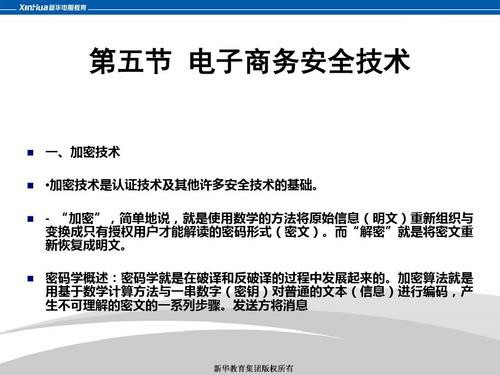 XinHua新华电脑教育
第五节 电子商务安全技术
一、加密技术
•加密技术是认证技术及其他许多安全技术的基础。
- “加密”，简单地说，就是使用数学的方法将原始信息（明文）重新组织与
变换成只有授权用户才能解读的密码形式（密文）。而“解密”就是将密文重
新恢复成明文。
密码学概述：密码学就是在破译和反破译的过程中发展起来的。加密算法就是
用基于数学计算方法与一串数字（密钥）对普通的文本（信息）进行编码，产
生不可理解的密文的一系列步骤。发送方将消息
新华教育集团版权所有